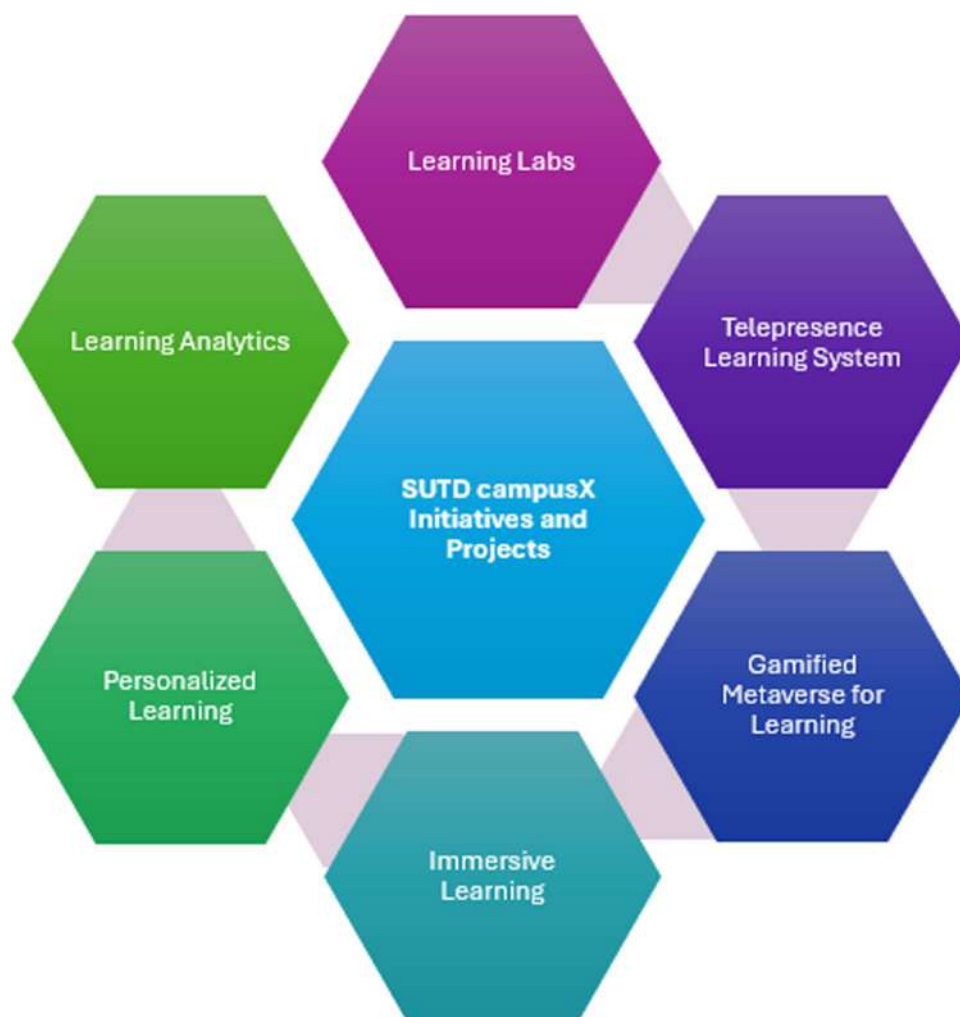 Learning Labs
Telepresence
Learning System
Gamified
Metaverse for
Learning
Immersive
Learning
Personalized
Learning
Learning Analytics
SUTD campusX
Initiatives and
Projects